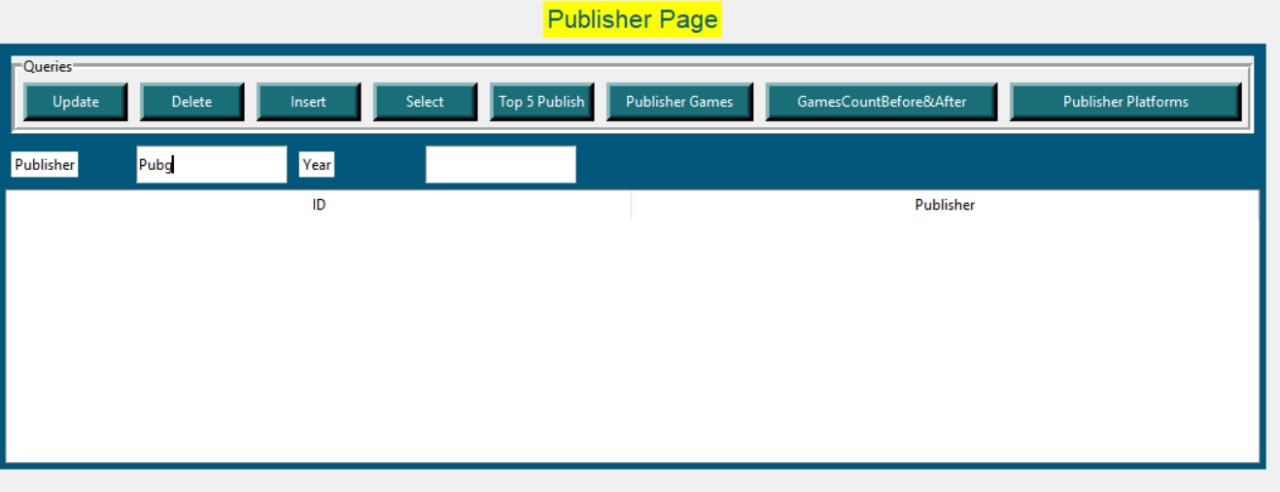 Publisher Page
Queries
Update Delete Insert Select Top 5 Publish Publisher Games GamesCountBefore&After Publisher Platforms
Publisher Pubg Year
ID Publisher